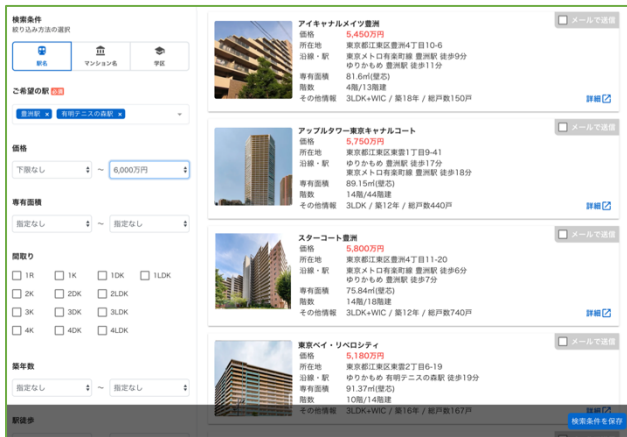 検索条件
絞り込み方法の選択
駅名
マンション名
学区
ご希望の駅 必須
豊洲駅 × 有明テニスの森駅 ×
価格
下限なし ～ 6,000万円
専有面積
指定なし ～ 指定なし
間取り
1R 1K 1DK 1LDK
2K 2DK 2LDK
3K 3DK 3LDK
4K 4DK 4LDK
築年数
指定なし ～ 指定なし
駅徒歩
アイキャナルメイツ豊洲
メールで送信
価格 5,450万円
所在地 東京都江東区豊洲4丁目10-6
沿線・駅 東京メトロ有楽町線 豊洲駅 徒歩9分
ゆりかもめ 豊洲駅 徒歩11分
専有面積 81.6㎡(壁芯)
階数 4階/13階建
その他情報 3LDK+WIC / 築18年 / 総戸数150戸
詳細
アップルタワー東京キャナルコート
メールで送信
価格 5,750万円
所在地 東京都江東区東雲1丁目9-41
沿線・駅 ゆりかもめ 豊洲駅 徒歩17分
東京メトロ有楽町線 豊洲駅 徒歩18分
専有面積 89.15㎡(壁芯)
階数 14階/44階建
その他情報 3LDK / 築12年 / 総戸数440戸
詳細
スターコート豊洲
メールで送信
価格 5,800万円
所在地 東京都江東区豊洲4丁目11-20
沿線・駅 東京メトロ有楽町線 豊洲駅 徒歩6分
ゆりかもめ 豊洲駅 徒歩7分
専有面積 75.84㎡(壁芯)
階数 14階/18階建
その他情報 3LDK+WIC / 築12年 / 総戸数740戸
詳細
東京ベイ・リベロシティ
メールで送信
価格 5,180万円
所在地 東京都江東区東雲2丁目6-19
沿線・駅 ゆりかもめ 有明テニスの森駅 徒歩19分
専有面積 91.37㎡(壁芯)
階数 10階/14階建
その他情報 3LDK+WIC / 築16年 / 総戸数167戸
検索条件を保存